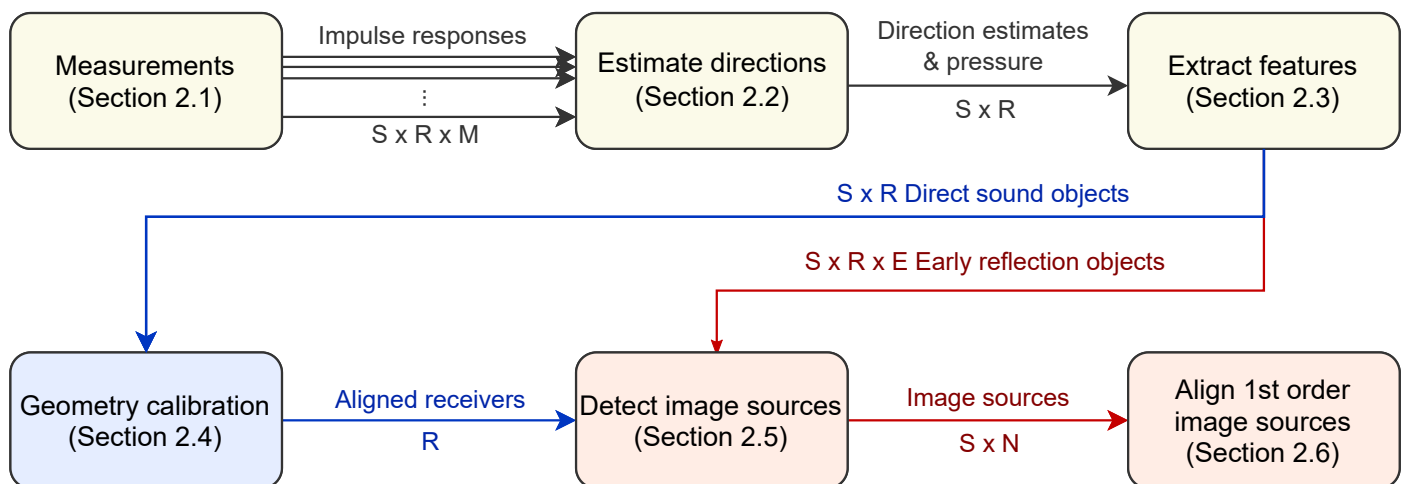 Measurements
(Section 2.1)
Impulse responses
⋮
S x R x M
Estimate directions
(Section 2.2)
Direction estimates
& pressure
S x R
Extract features
(Section 2.3)
S x R Direct sound objects
S x R x E Early reflection objects
Geometry calibration
(Section 2.4)
Aligned receivers
R
Detect image sources
(Section 2.5)
Image sources
S x N
Align 1st order
image sources
(Section 2.6)